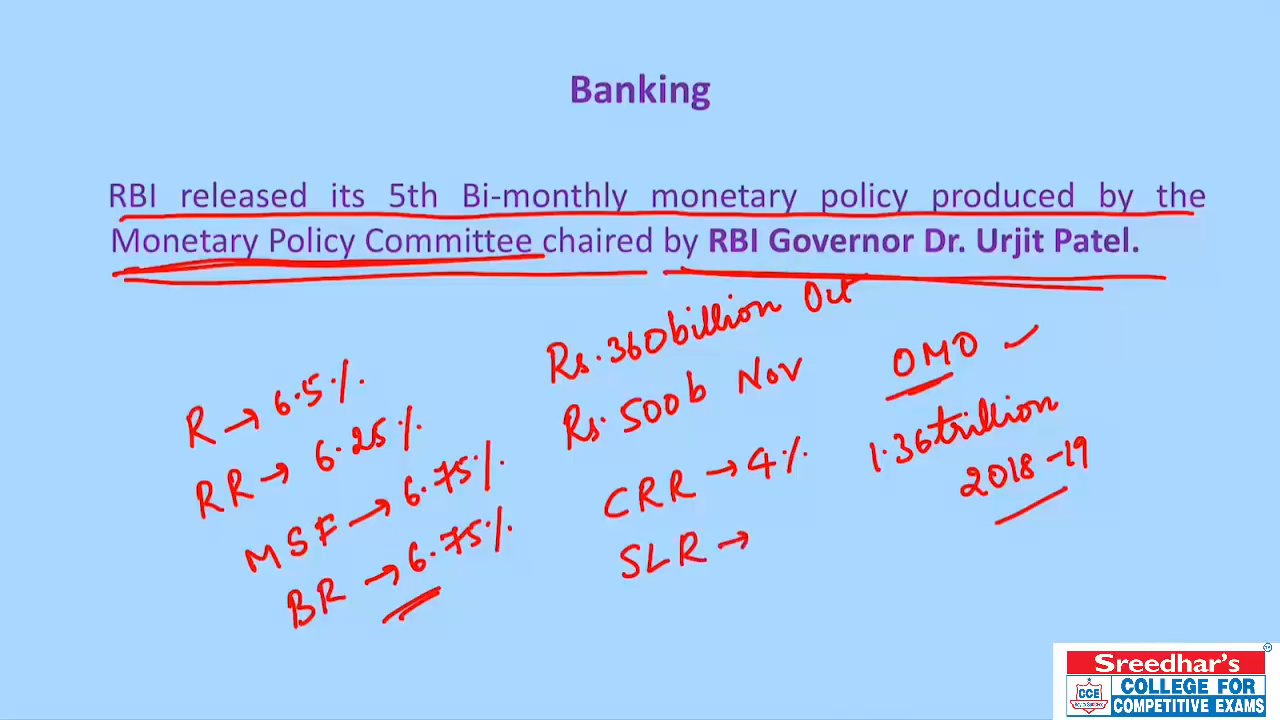 Banking
RBI released its 5th Bi-monthly monetary policy produced by the
Monetary Policy Committee chaired by RBI Governor Dr. Urjit Patel.
R → 6.5%
RR → 6.25%
MSF → 6.75%
BR → 6.75%
Rs. 360 billion Oct
Rs. 500b Nov
CRR → 4%
SLR →
OMO ✓
1.36 trillion
2018-19
Sreedhar's
CCE
COLLEGE FOR
COMPETITIVE EXAMS